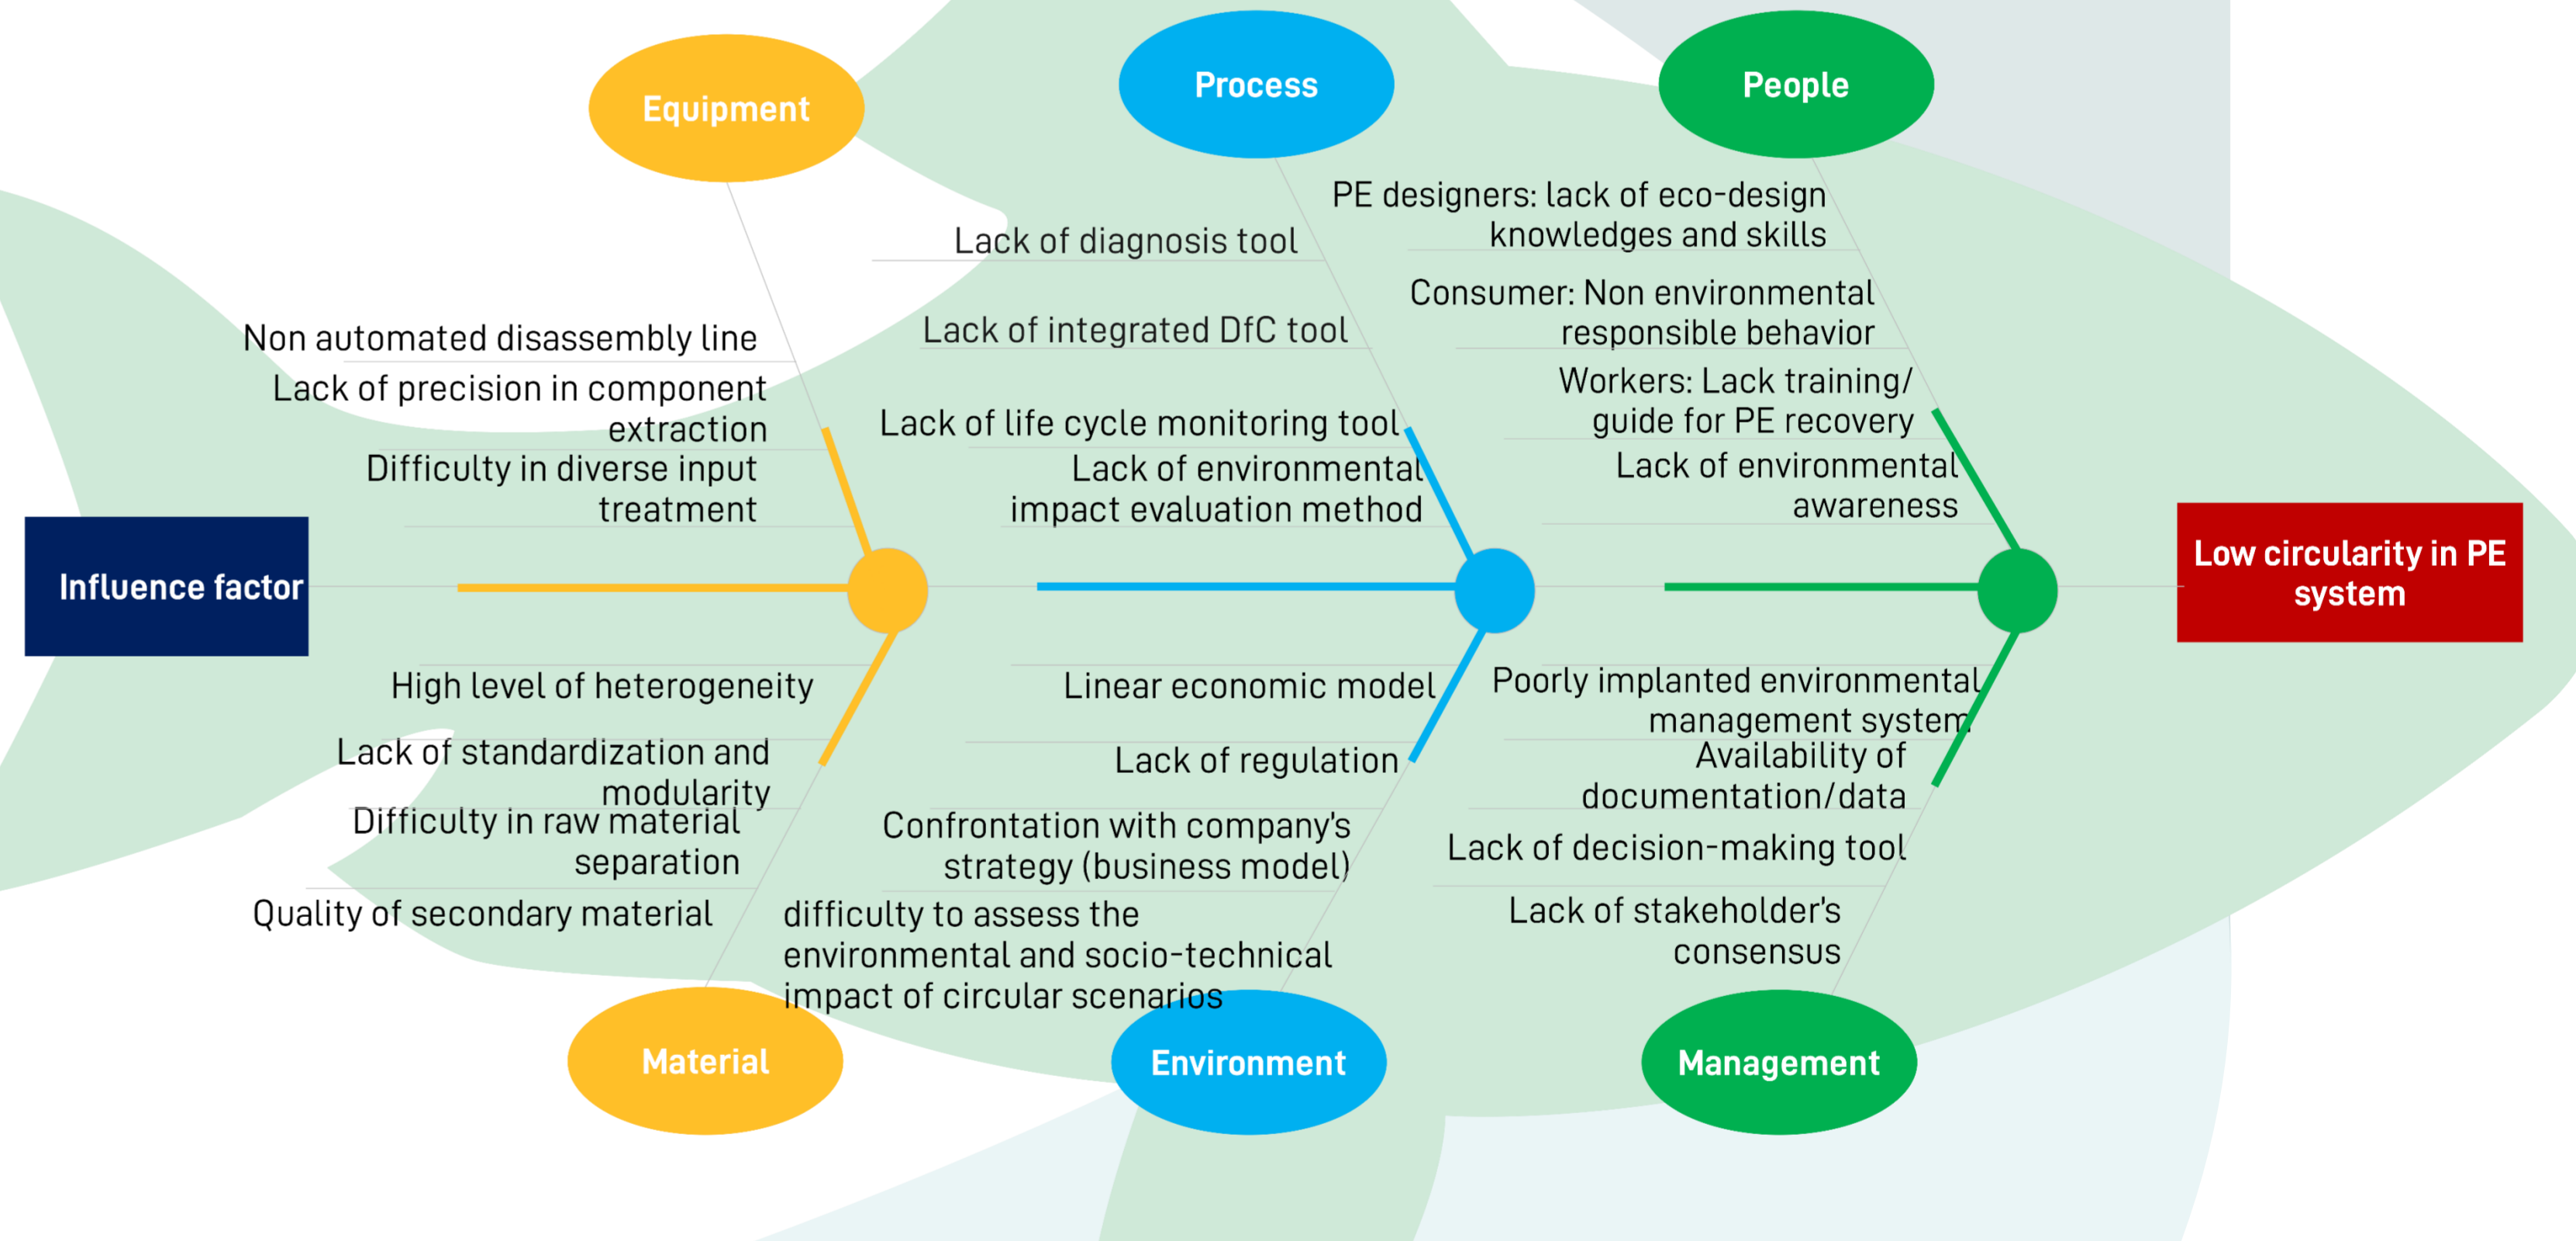 Equipment
Process
People
Non automated disassembly line
Lack of precision in component
extraction
Difficulty in diverse input
treatment
Lack of diagnosis tool
Lack of integrated DfC tool
Lack of life cycle monitoring tool
Lack of environmental
impact evaluation method
PE designers: lack of eco-design
knowledges and skills
Consumer: Non environmental
responsible behavior
Workers: Lack training/
guide for PE recovery
Lack of environmental
awareness
Influence factor
Low circularity in PE
system
High level of heterogeneity
Lack of standardization and
modularity
Difficulty in raw material
separation
Quality of secondary material
Linear economic model
Lack of regulation
Confrontation with company's
strategy (business model)
difficulty to assess the
environmental and socio-technical
impact of circular scenarios
Poorly implanted environmental
management system
Availability of
documentation/data
Lack of decision-making tool
Lack of stakeholder's
consensus
Material
Environment
Management